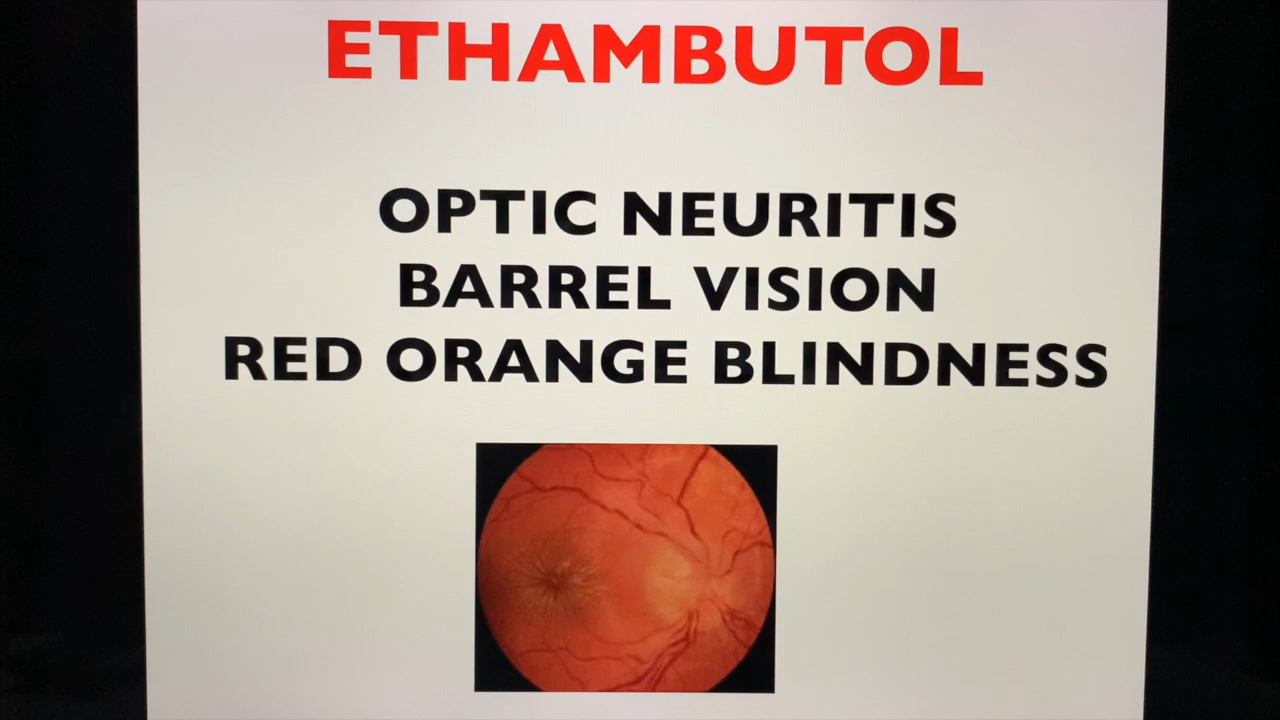 ETHAMBUTOL
OPTIC NEURITIS
BARREL VISION
RED ORANGE BLINDNESS